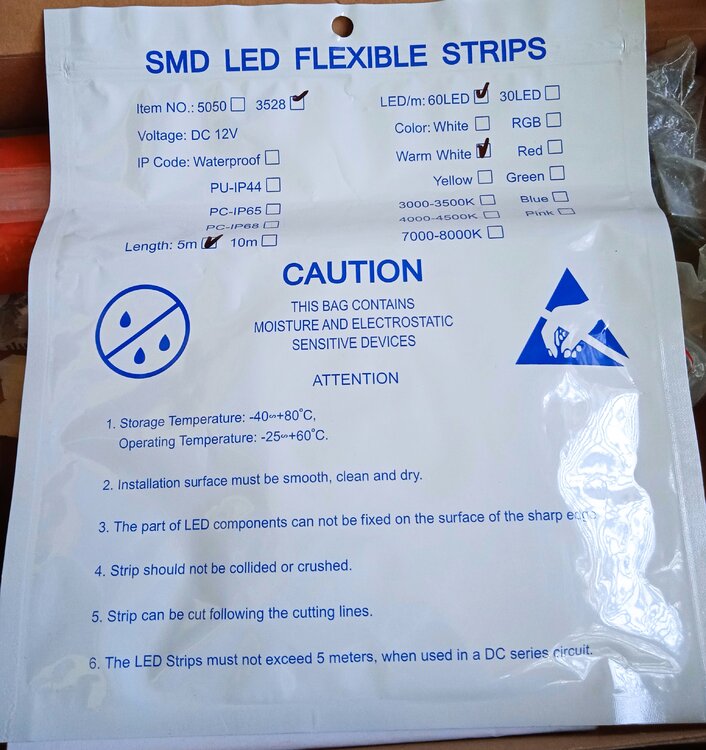 SMD LED FLEXIBLE STRIPS
Item NO.: 5050 ☐ 3528 ☑ LED/m: 60LED ☑ 30LED ☐
Voltage: DC 12V Color: White ☐ RGB ☐
IP Code: Waterproof ☐ Warm White ☑ Red ☐
PU-IP44 ☐ Yellow ☐ Green ☐
PC-IP65 ☐ 3000-3500K ☐ Blue ☐
PC-IP68 ☐ 4000-4500K ☐ Pink ☐
Length: 5m ☑ 10m ☐ 7000-8000K ☐
CAUTION
THIS BAG CONTAINS
MOISTURE AND ELECTROSTATIC
SENSITIVE DEVICES
ATTENTION
1. Storage Temperature: -40∽+80°C,
Operating Temperature: -25∽+60°C.
2. Installation surface must be smooth, clean and dry.
3. The part of LED components can not be fixed on the surface of the sharp edge
4. Strip should not be collided or crushed.
5. Strip can be cut following the cutting lines.
6. The LED Strips must not exceed 5 meters, when used in a DC series circuit.